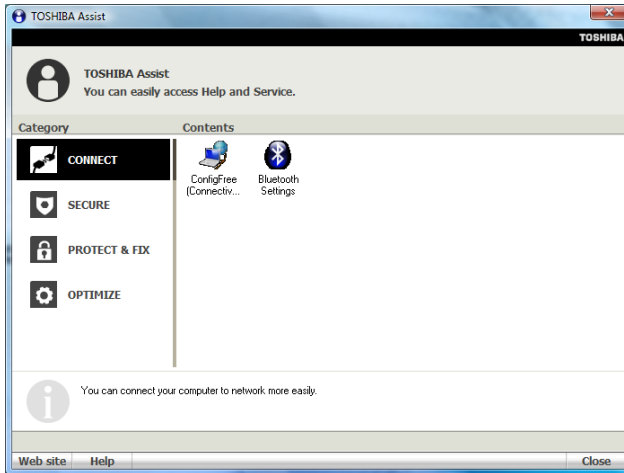 TOSHIBA Assist
TOSHIBA
TOSHIBA Assist
You can easily access Help and Service.
Category
Contents
CONNECT
SECURE
PROTECT & FIX
OPTIMIZE
ConfigFree
(Connectiv...
Bluetooth
Settings
You can connect your computer to network more easily.
Web site
Help
Close